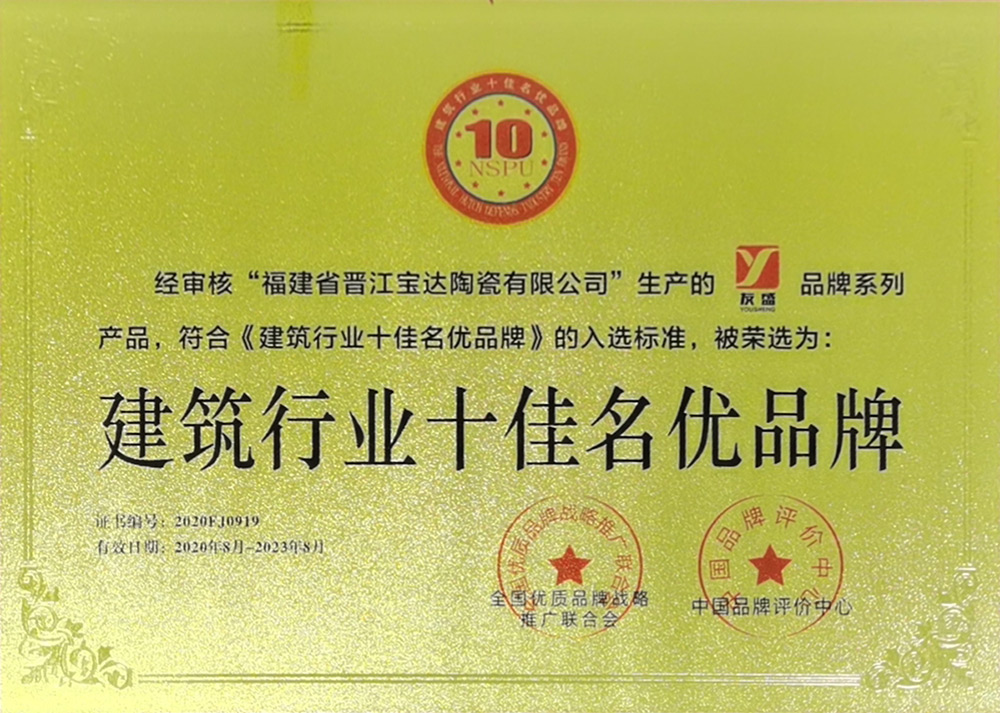 建筑行业十佳名优品牌
10
NSPU
经审核“福建省晋江宝达陶瓷有限公司”生产的 友盛 YOUSHENG 品牌系列
产品，符合《建筑行业十佳名优品牌》的入选标准，被荣选为：
建筑行业十佳名优品牌
证书编号：2020FJ0919
有效日期：2020年8月-2023年8月
全国优质品牌战略推广联合会
全国优质品牌战略
推广联合会
中国品牌评价中心
中国品牌评价中心